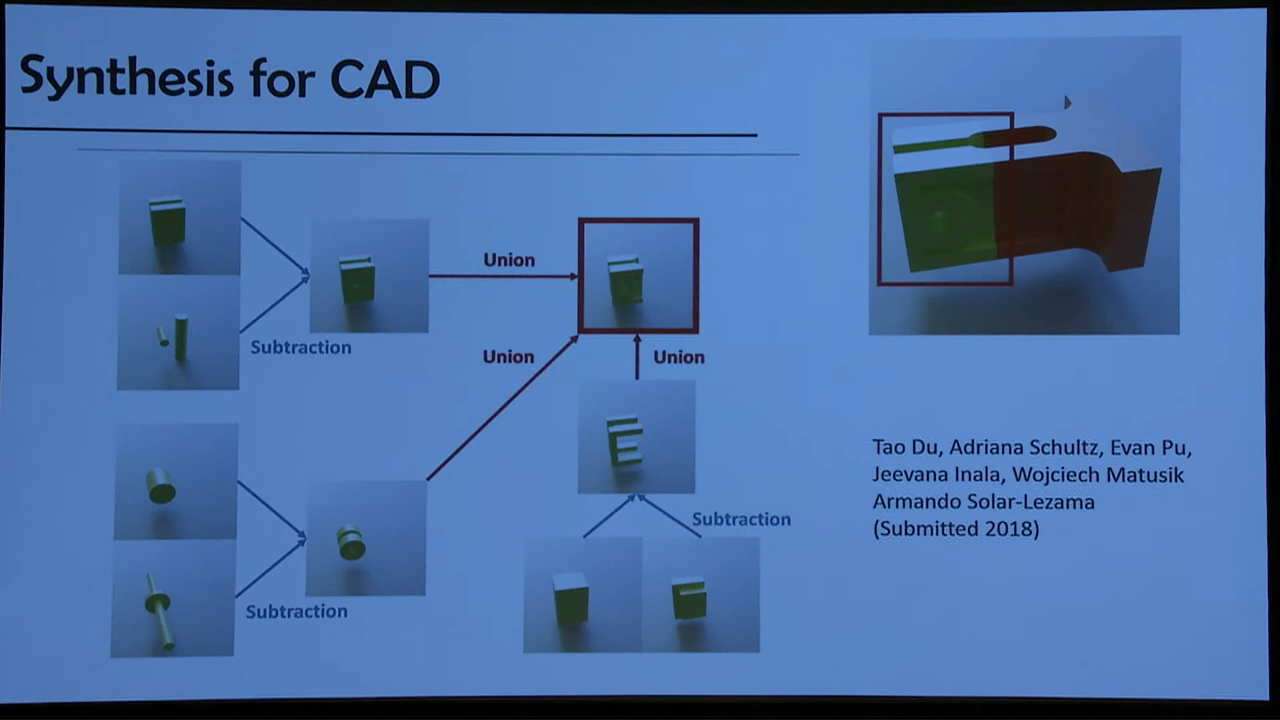 Synthesis for CAD
Union
Subtraction
Union
Union
Subtraction
Subtraction
Tao Du, Adriana Schultz, Evan Pu,
Jeevana Inala, Wojciech Matusik
Armando Solar-Lezama
(Submitted 2018)